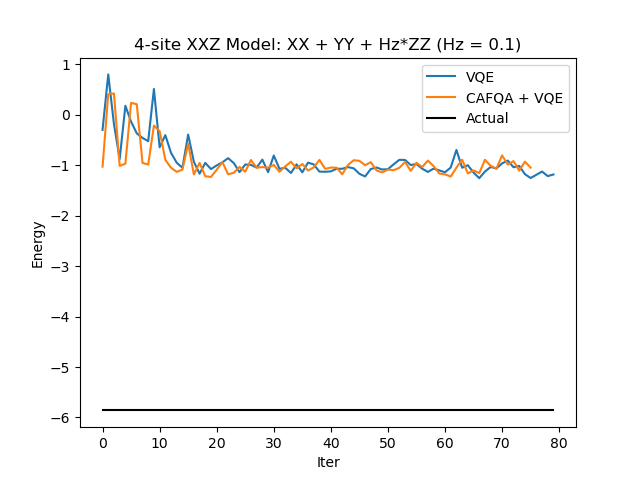 4-site XXZ Model: XX + YY + Hz*ZZ (Hz = 0.1)
VQE
CAFQA + VQE
Actual
Energy
1
0
−1
−2
−3
−4
−5
−6
0 10 20 30 40 50 60 70 80
Iter